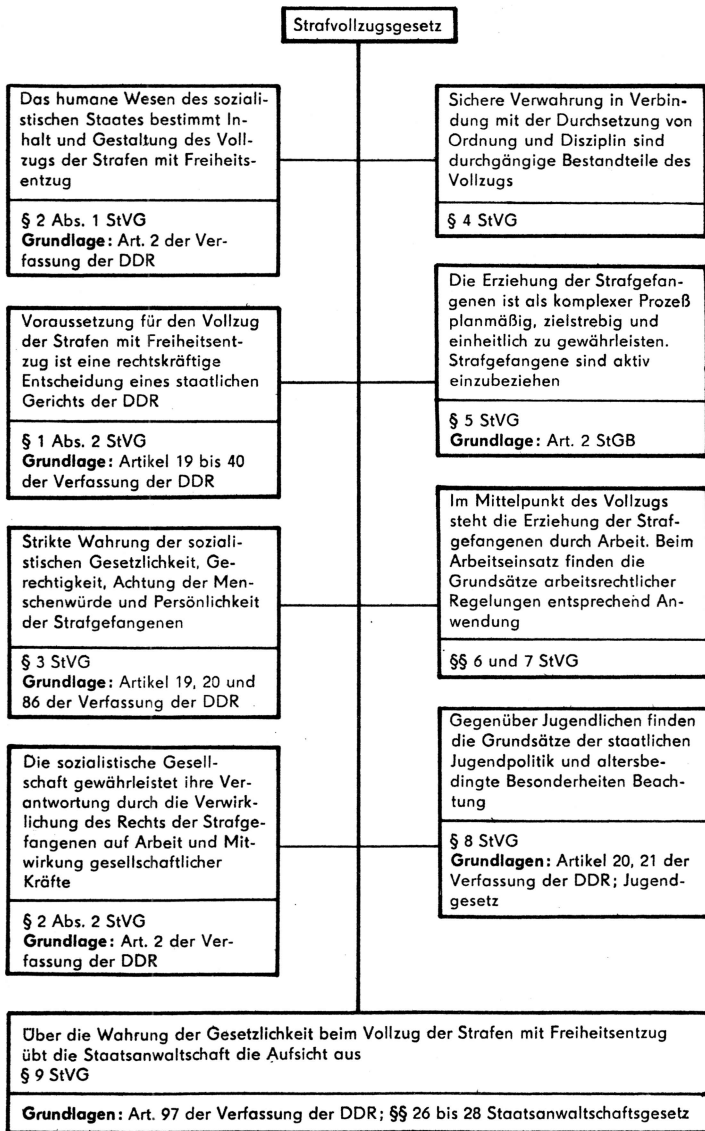 Strafvollzugsgesetz
Das humane Wesen des soziali-
stischen Staates bestimmt In-
halt und Gestaltung des Voll-
zugs der Strafen mit Freiheits-
entzug
§ 2 Abs. 1 StVG
Grundlage: Art. 2 der Ver-
fassung der DDR
Sichere Verwahrung in Verbin-
dung mit der Durchsetzung von
Ordnung und Disziplin sind
durchgängige Bestandteile des
Vollzugs
§ 4 StVG
Voraussetzung für den Vollzug
der Strafen mit Freiheitsent-
zug ist eine rechtskräftige
Entscheidung eines staatlichen
Gerichts der DDR
§ 1 Abs. 2 StVG
Grundlage: Artikel 19 bis 40
der Verfassung der DDR
Die Erziehung der Strafgefan-
genen ist als komplexer Prozeß
planmäßig, zielstrebig und
einheitlich zu gewährleisten.
Strafgefangene sind aktiv
einzubeziehen
§ 5 StVG
Grundlage: Art. 2 StGB
Strikte Wahrung der soziali-
stischen Gesetzlichkeit, Ge-
rechtigkeit, Achtung der Men-
schenwürde und Persönlichkeit
der Strafgefangenen
§ 3 StVG
Grundlage: Artikel 19, 20 und
86 der Verfassung der DDR
Im Mittelpunkt des Vollzugs
steht die Erziehung der Straf-
gefangenen durch Arbeit. Beim
Arbeitseinsatz finden die
Grundsätze arbeitsrechtlicher
Regelungen entsprechend An-
wendung
§§ 6 und 7 StVG
Die sozialistische Gesell-
schaft gewährleistet ihre Ver-
antwortung durch die Verwirk-
lichung des Rechts der Strafge-
fangenen auf Arbeit und Mit-
wirkung gesellschaftlicher
Kräfte
§ 2 Abs. 2 StVG
Grundlage: Art. 2 der Ver-
fassung der DDR
Gegenüber Jugendlichen finden
die Grundsätze der staatlichen
Jugendpolitik und altersbe-
dingte Besonderheiten Beach-
tung
§ 8 StVG
Grundlagen: Artikel 20, 21 der
Verfassung der DDR; Jugend-
gesetz
Über die Wahrung der Gesetzlichkeit beim Vollzug der Strafen mit Freiheitsentzug
übt die Staatsanwaltschaft die Aufsicht aus
§ 9 StVG
Grundlagen: Art. 97 der Verfassung der DDR; §§ 26 bis 28 Staatsanwaltschaftsgesetz